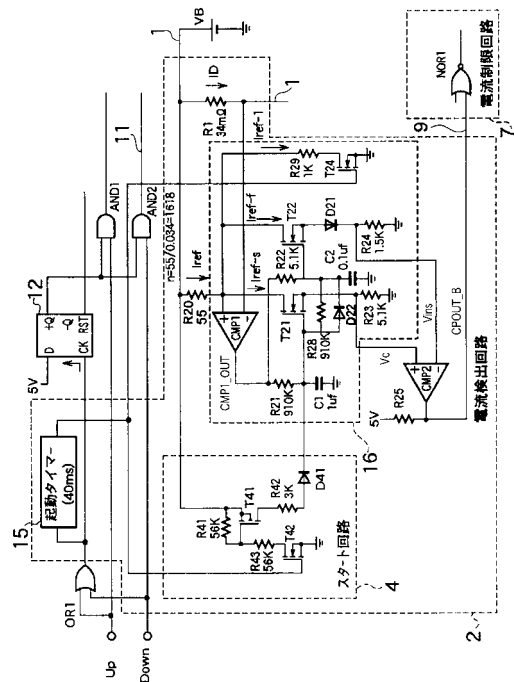 VB
1
ID
R1
34mΩ
Iref-1
1
n=55/0.034=1618
R20
55
Iref
Iref-f
Iref-s
CMP1
+
-
CMP1_OUT
R29
1K
T24
R22
5.1K
T22
D21
R24
1.5K
T21
R28
910K
D22
C2
0.1uf
R23
5.1K
R21
910K
C1
1uf
16
Vc
Vins
+
-
CMP2
5V
R25
CPOUT_B
電流検出回路
2
9
NOR1
電流制限回路
7
11
AND1
AND2
12
D
+Q
-Q
CK
RST
5V
15
起動タイマー
(40ms)
OR1
Up
Down
R41
56K
T41
R43
56K
T42
R42
3K
D41
スタート回路
4